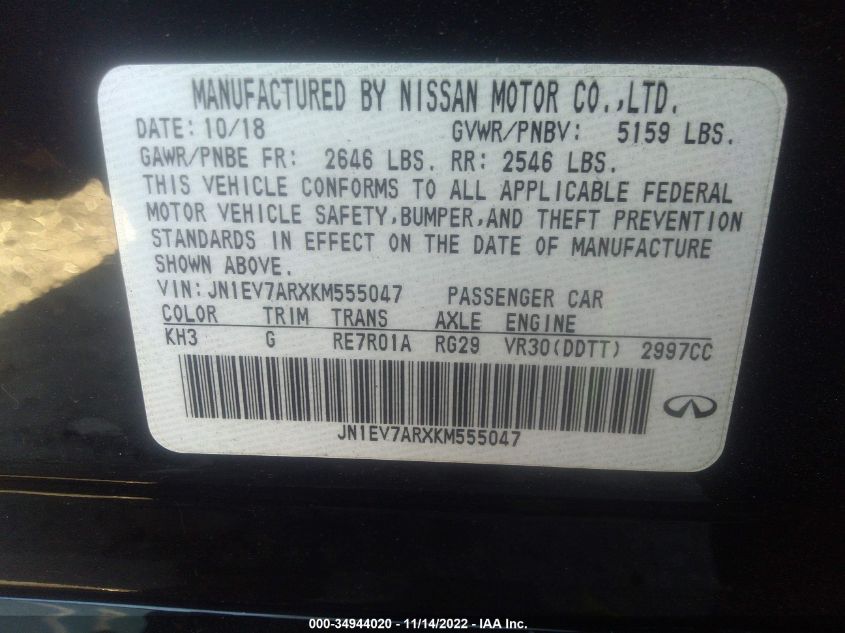 MANUFACTURED BY NISSAN MOTOR CO.,LTD.
DATE: 10/18 GVWR/PNBV: 5159 LBS.
GAWR/PNBE FR: 2646 LBS. RR: 2546 LBS.
THIS VEHICLE CONFORMS TO ALL APPLICABLE FEDERAL
MOTOR VEHICLE SAFETY,BUMPER,AND THEFT PREVENTION
STANDARDS IN EFFECT ON THE DATE OF MANUFACTURE
SHOWN ABOVE.
VIN: JN1EV7ARXKM555047 PASSENGER CAR
COLOR TRIM TRANS AXLE ENGINE
KH3 G RE7R01A RG29 VR30(DDTT) 2997CC
JN1EV7ARXKM555047
000-34944020 - 11/14/2022 - IAA Inc.